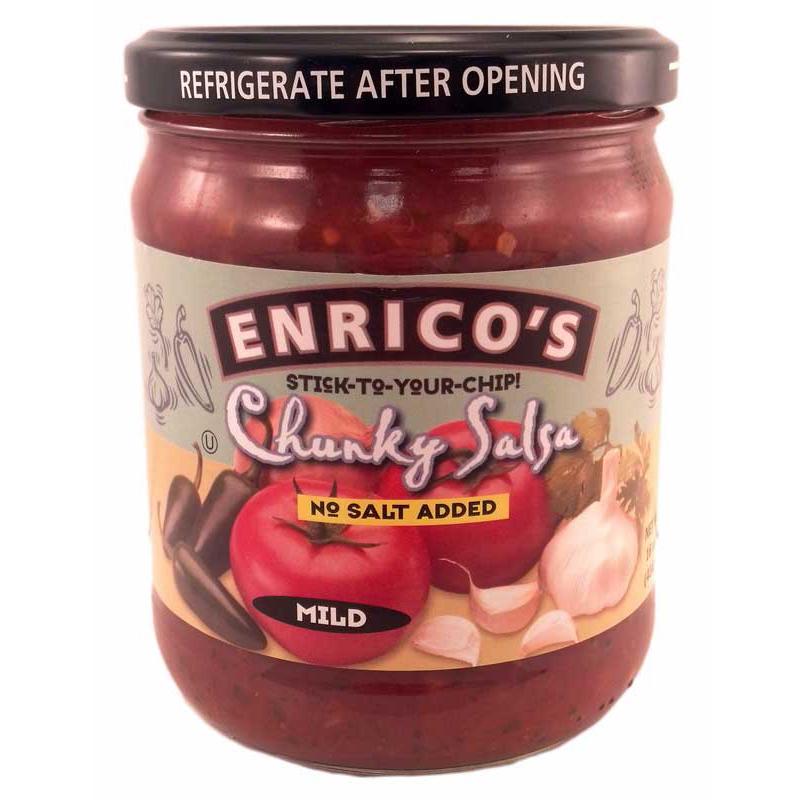 REFRIGERATE AFTER OPENING
ENRICO'S
STICK-TO-YOUR-CHIP!
Chunky Salsa
U
No SALT ADDED
MILD